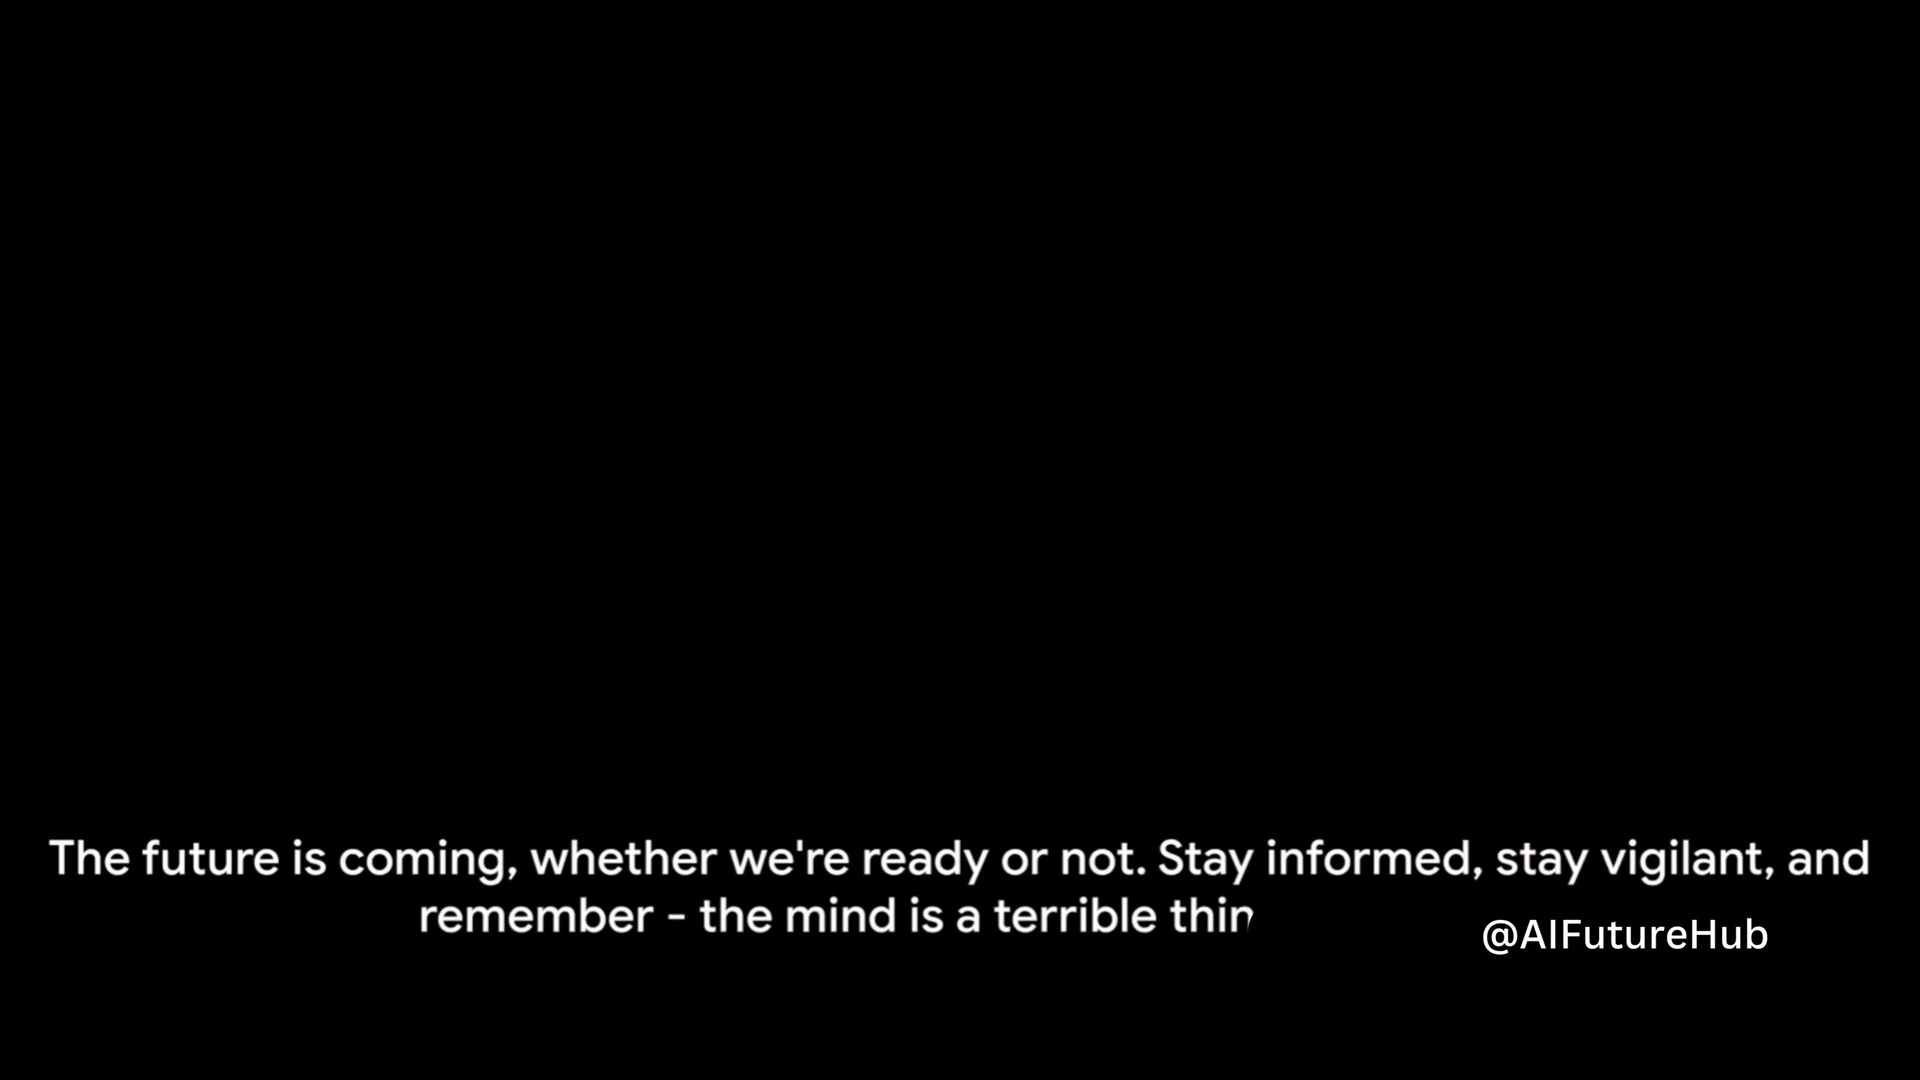 The future is coming, whether we're ready or not. Stay informed, stay vigilant, and
remember - the mind is a terrible thin
@AIFutureHub